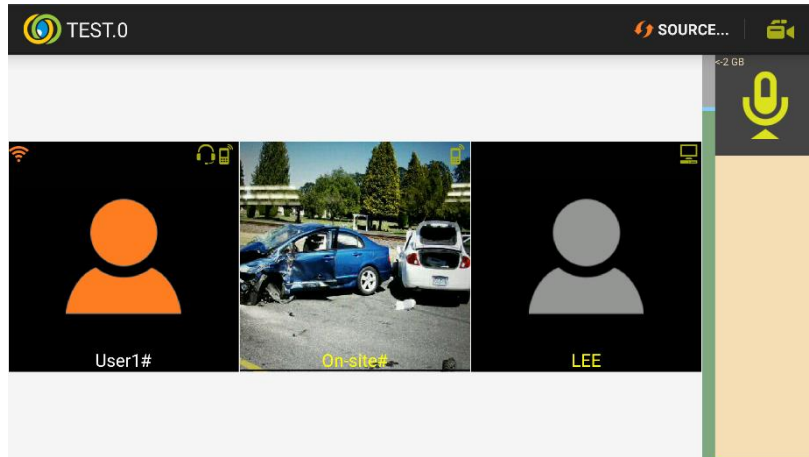 TEST.0
SOURCE...
<-2 GB
User1#
On-site#
LEE